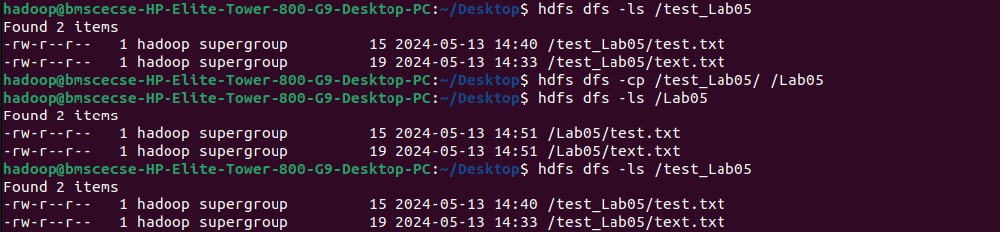 hadoop@bmscecse-HP-Elite-Tower-800-G9-Desktop-PC:~/Desktop$ hdfs dfs -ls /test_Lab05
Found 2 items
-rw-r--r--   1 hadoop supergroup         15 2024-05-13 14:40 /test_Lab05/test.txt
-rw-r--r--   1 hadoop supergroup         19 2024-05-13 14:33 /test_Lab05/text.txt
hadoop@bmscecse-HP-Elite-Tower-800-G9-Desktop-PC:~/Desktop$ hdfs dfs -cp /test_Lab05/ /Lab05
hadoop@bmscecse-HP-Elite-Tower-800-G9-Desktop-PC:~/Desktop$ hdfs dfs -ls /Lab05
Found 2 items
-rw-r--r--   1 hadoop supergroup         15 2024-05-13 14:51 /Lab05/test.txt
-rw-r--r--   1 hadoop supergroup         19 2024-05-13 14:51 /Lab05/text.txt
hadoop@bmscecse-HP-Elite-Tower-800-G9-Desktop-PC:~/Desktop$ hdfs dfs -ls /test_Lab05
Found 2 items
-rw-r--r--   1 hadoop supergroup         15 2024-05-13 14:40 /test_Lab05/test.txt
-rw-r--r--   1 hadoop supergroup         19 2024-05-13 14:33 /test_Lab05/text.txt